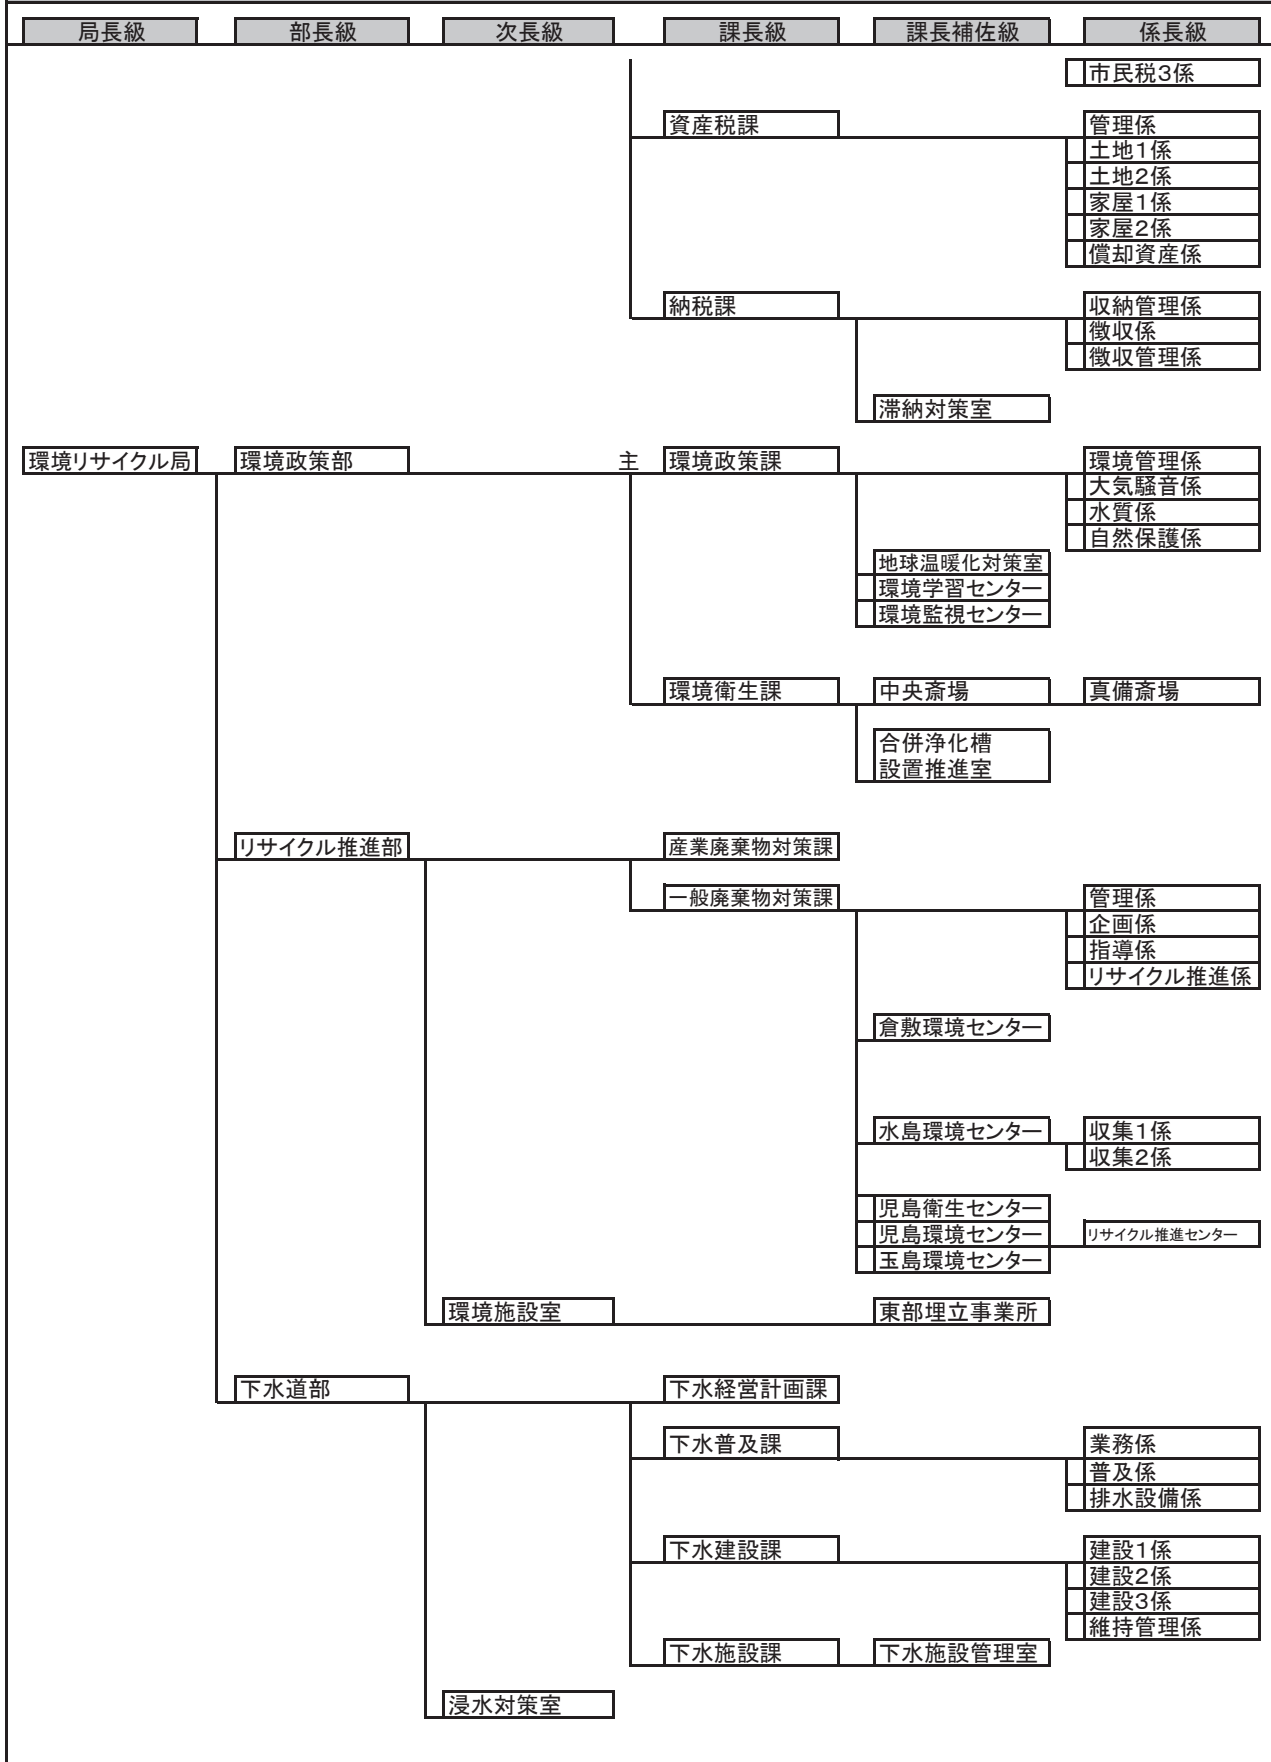 局長級 部長級 次長級 課長級 課長補佐級 係長級
市民税3係
資産税課 管理係
土地1係
土地2係
家屋1係
家屋2係
償却資産係
納税課 収納管理係
徴収係
徴収管理係
滞納対策室
環境リサイクル局 環境政策部 主 環境政策課 環境管理係
大気騒音係
水質係
自然保護係
地球温暖化対策室
環境学習センター
環境監視センター
環境衛生課 中央斎場 真備斎場
合併浄化槽
設置推進室
リサイクル推進部 産業廃棄物対策課
一般廃棄物対策課 管理係
企画係
指導係
リサイクル推進係
倉敷環境センター
水島環境センター 収集1係
収集2係
児島衛生センター
児島環境センター リサイクル推進センター
玉島環境センター
環境施設室 東部埋立事業所
下水道部 下水経営計画課
下水普及課 業務係
普及係
排水設備係
下水建設課 建設1係
建設2係
建設3係
維持管理係
下水施設課 下水施設管理室
浸水対策室